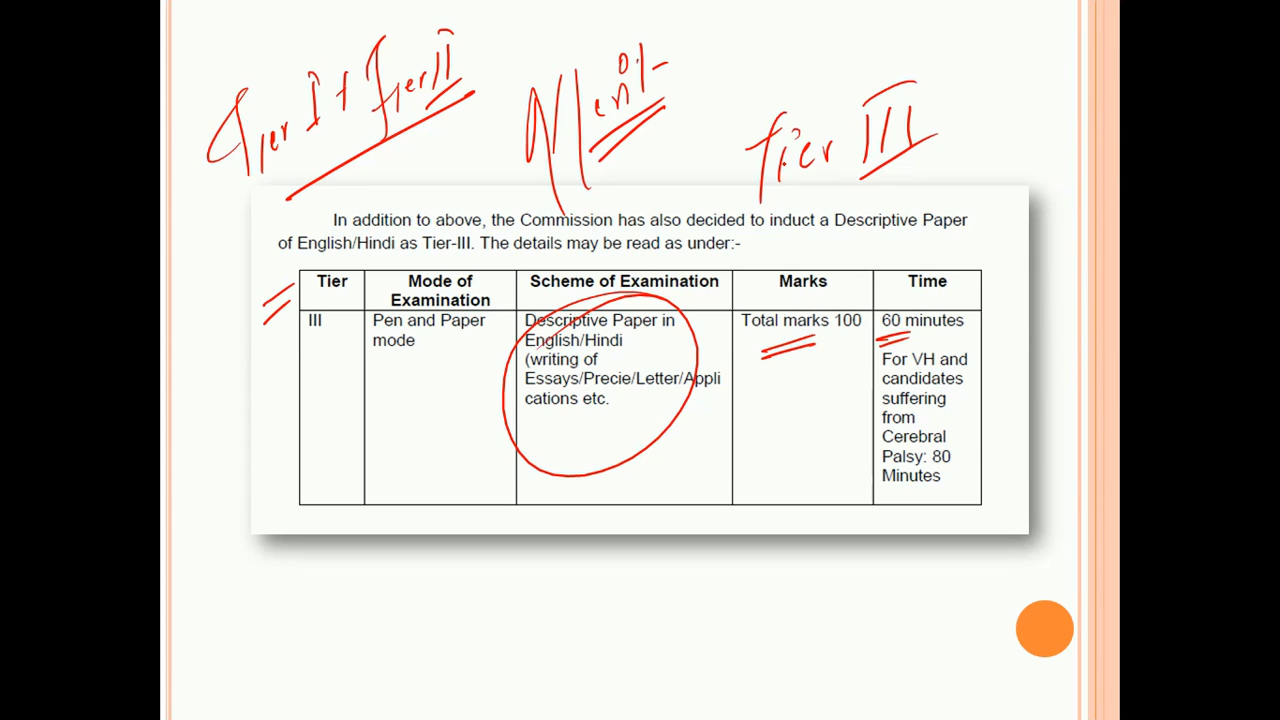 Tier I + Tier II
Merit
Tier III
In addition to above, the Commission has also decided to induct a Descriptive Paper
of English/Hindi as Tier-III. The details may be read as under:-
Tier
Mode of
Examination
Scheme of Examination
Marks
Time
III
Pen and Paper
mode
Descriptive Paper in
English/Hindi
(writing of
Essays/Precie/Letter/Appli
cations etc.
Total marks 100
60 minutes
For VH and
candidates
suffering
from
Cerebral
Palsy: 80
Minutes